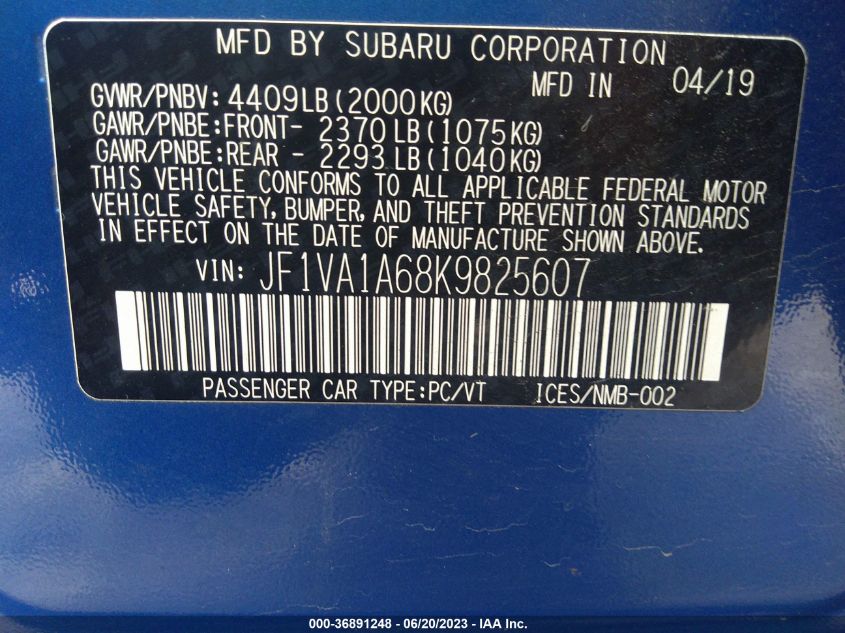 MFD BY SUBARU CORPORATION
MFD IN 04/19
GVWR/PNBV: 4409LB(2000KG)
GAWR/PNBE:FRONT- 2370LB(1075KG)
GAWR/PNBE:REAR - 2293LB(1040KG)
THIS VEHICLE CONFORMS TO ALL APPLICABLE FEDERAL MOTOR
VEHICLE SAFETY, BUMPER, AND THEFT PREVENTION STANDARDS
IN EFFECT ON THE DATE OF MANUFACTURE SHOWN ABOVE.
VIN: JF1VA1A68K9825607
PASSENGER CAR TYPE:PC/VT ICES/NMB-002
000-36891248 - 06/20/2023 - IAA Inc.